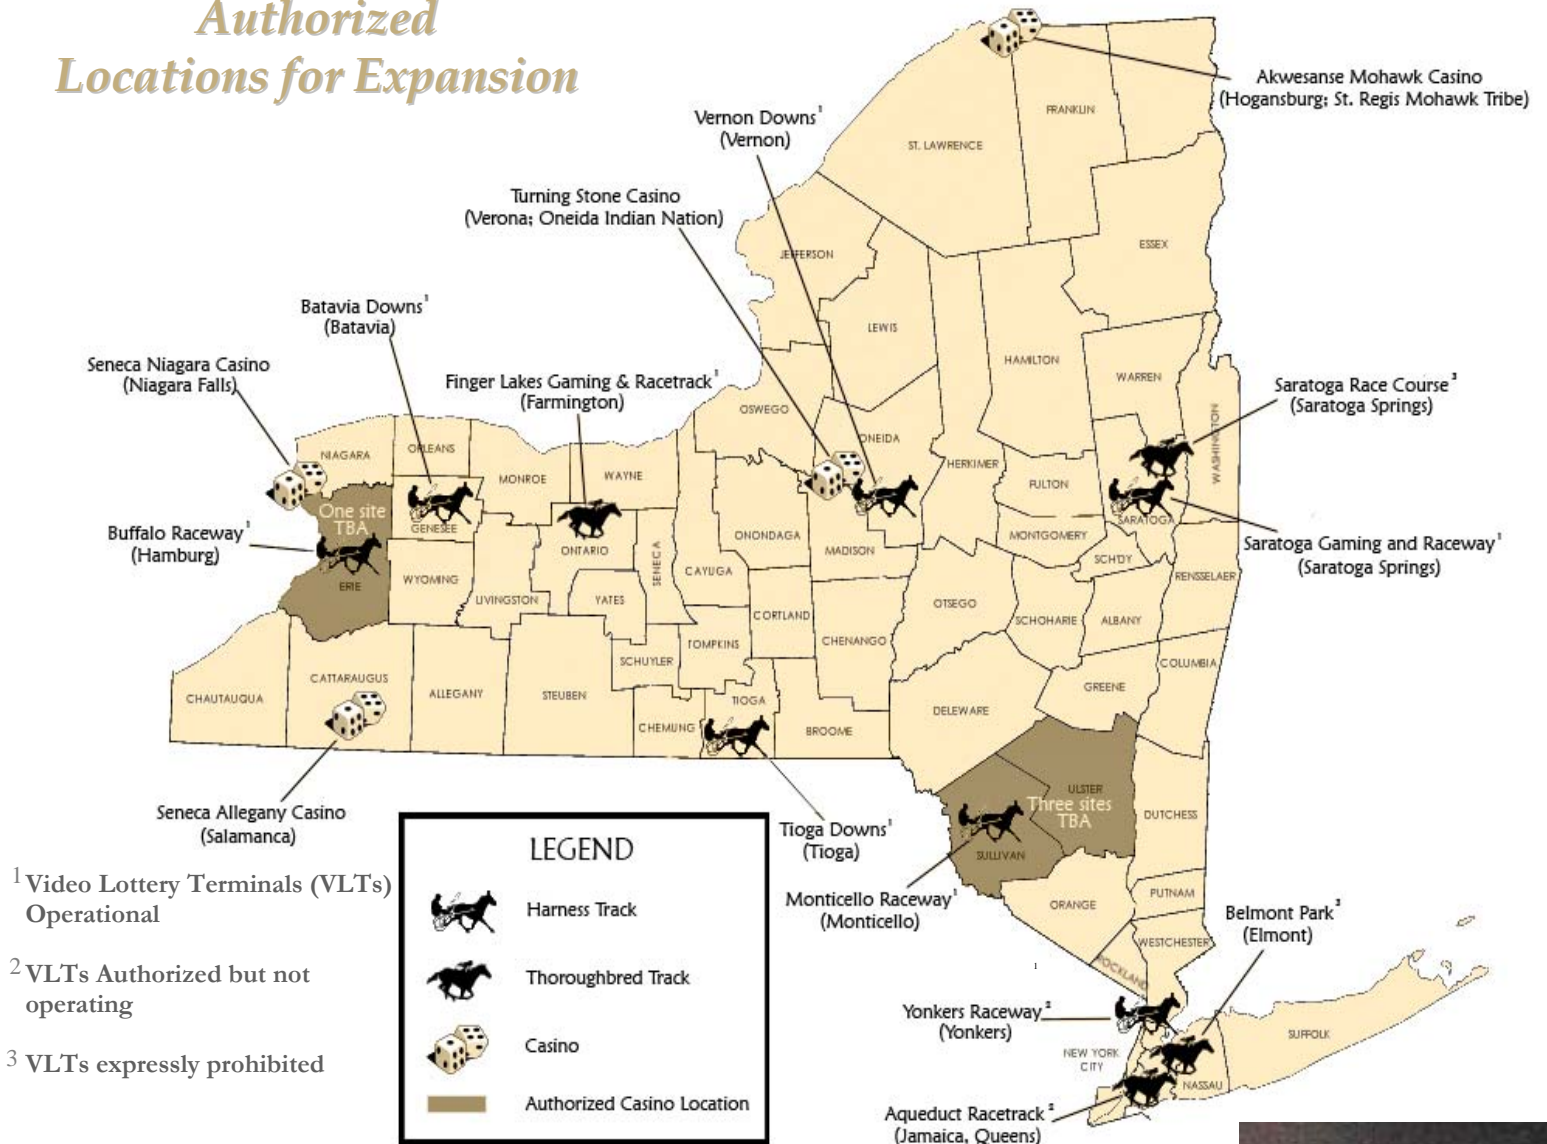 Authorized
Locations for Expansion
Akwesanse Mohawk Casino
(Hogansburg; St. Regis Mohawk Tribe)
Vernon Downs¹
(Vernon)
Turning Stone Casino
(Verona; Oneida Indian Nation)
Batavia Downs¹
(Batavia)
Seneca Niagara Casino
(Niagara Falls)
Finger Lakes Gaming & Racetrack¹
(Farmington)
Saratoga Race Course³
(Saratoga Springs)
Buffalo Raceway¹
(Hamburg)
Saratoga Gaming and Raceway¹
(Saratoga Springs)
FRANKLIN
ST. LAWRENCE
ESSEX
JEFFERSON
LEWIS
HAMILTON
WARREN
WASHINGTON
OSWEGO
ONEIDA
HERKIMER
FULTON
SARATOGA
MONTGOMERY
SCH'DY
RENSSELAER
NIAGARA
ORLEANS
MONROE
WAYNE
One site
TBA
GENESEE
ONTARIO
SENECA
ONONDAGA
MADISON
CAYUGA
ERIE
WYOMING
LIVINGSTON
YATES
CORTLAND
OTSEGO
SCHOHARIE
ALBANY
CHENANGO
TOMPKINS
SCHUYLER
COLUMBIA
GREENE
CHAUTAUQUA
CATTARAUGUS
ALLEGANY
STEUBEN
CHEMUNG
TIOGA
BROOME
DELEWARE
ULSTER
Three sites
TBA
SULLIVAN
DUTCHESS
ORANGE
PUTNAM
WESTCHESTER
ROCKLAND
NEW YORK
CITY
NASSAU
SUFFOLK
Seneca Allegany Casino
(Salamanca)
Tioga Downs¹
(Tioga)
Monticello Raceway¹
(Monticello)
Belmont Park³
(Elmont)
1
Yonkers Raceway²
(Yonkers)
Aqueduct Racetrack²
(Jamaica, Queens)
1 Video Lottery Terminals (VLTs)
Operational
2 VLTs Authorized but not
operating
3 VLTs expressly prohibited
LEGEND
Harness Track
Thoroughbred Track
Casino
Authorized Casino Location